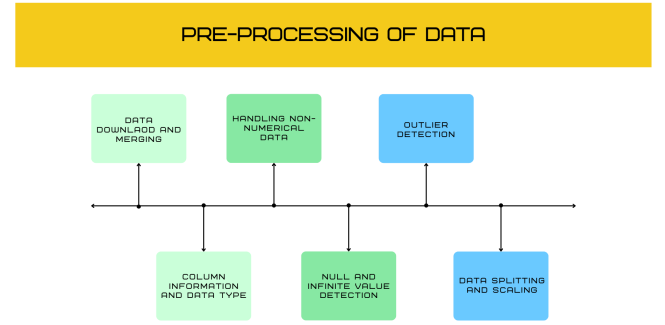 PRE-PROCESSING OF DATA
DATA
DOWNLAOD AND
MERGING
HANDLING NON-
NUMERICAL
DATA
OUTLIER
DETECTION
COLUMN
INFORMATION
AND DATA TYPE
NULL AND
INFINITE VALUE
DETECTION
DATA SPLITTING
AND SCALING